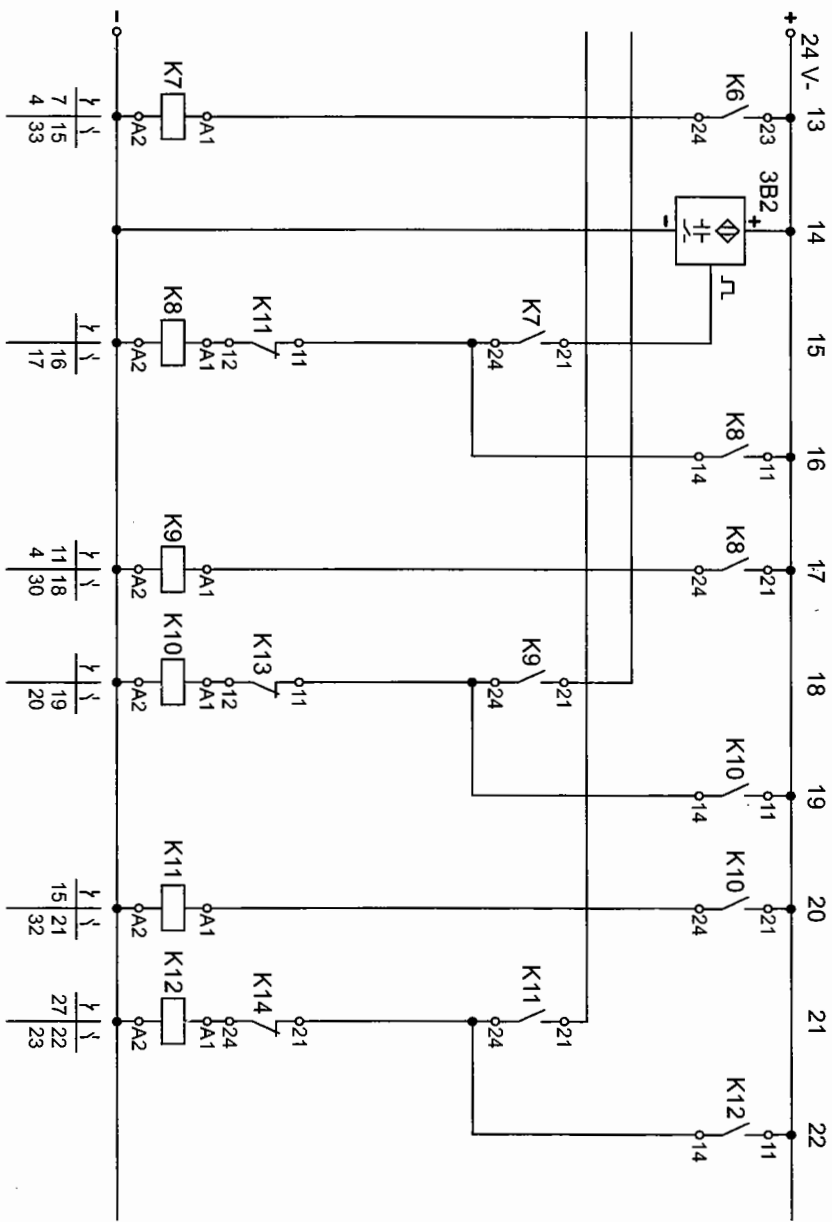 24 V-
+
13 14 15 16 17 18 19 20 21 22
K6
23
24
3B2
+
-
K8
11
14
K8
21
24
K10
11
14
K10
21
24
K12
11
14
K7
21
24
K9
21
24
K11
21
24
K11
11
12
K13
11
12
K14
21
24
K7
A1
A2
K8
A1
A2
K9
A1
A2
K10
A1
A2
K11
A1
A2
K12
A1
A2
-
7 15
4 33
16
17
11 18
4 30
19
20
15 21
32
27 22
23